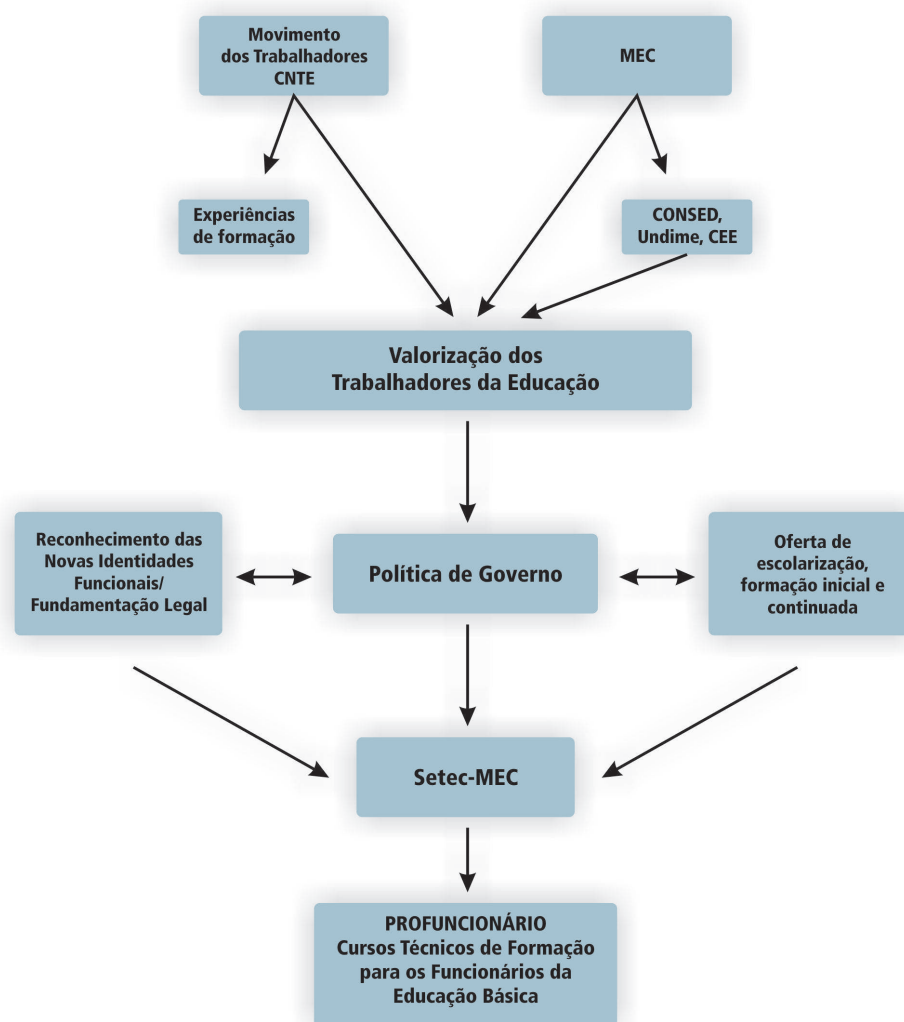 Movimento
dos Trabalhadores
CNTE
MEC
Experiências
de formação
CONSED,
Undime, CEE
Valorização dos
Trabalhadores da Educação
Reconhecimento das
Novas Identidades
Funcionais/
Fundamentação Legal
Política de Governo
Oferta de
escolarização,
formação inicial e
continuada
Setec-MEC
PROFUNCIONÁRIO
Cursos Técnicos de Formação
para os Funcionários da
Educação Básica